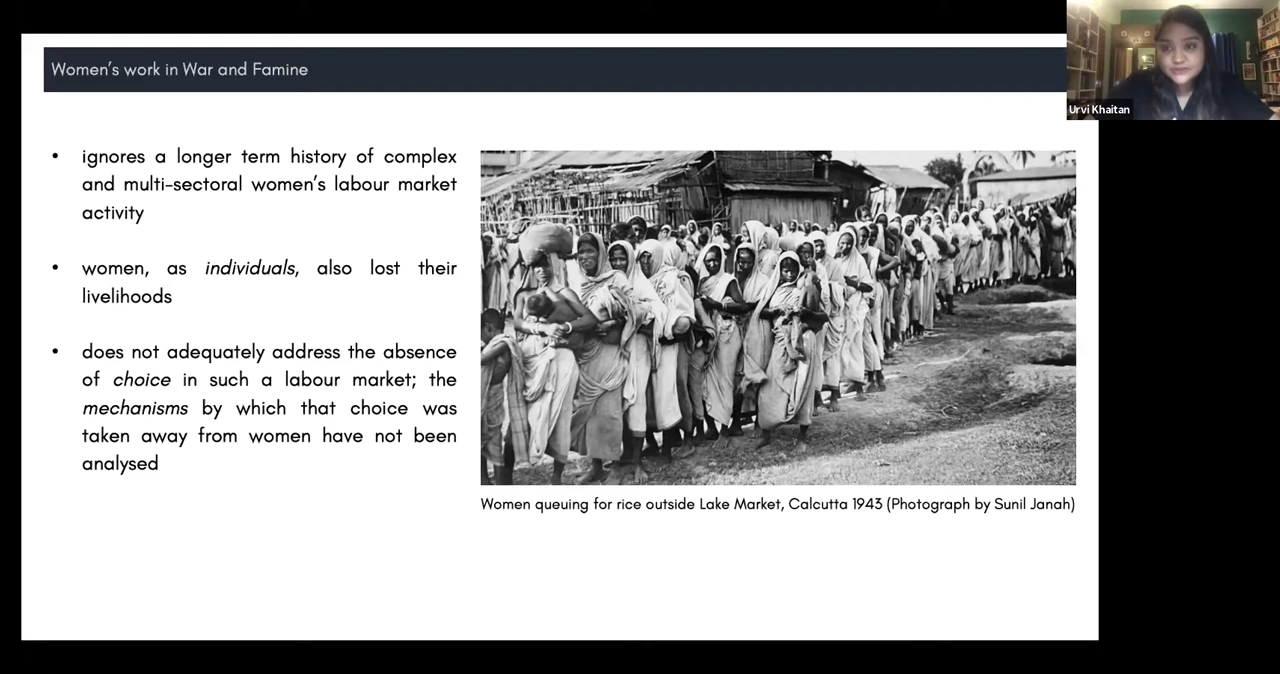 Women's work in War and Famine
Urvi Khaitan
• ignores a longer term history of complex
and multi-sectoral women's labour market
activity
• women, as individuals, also lost their
livelihoods
• does not adequately address the absence
of choice in such a labour market; the
mechanisms by which that choice was
taken away from women have not been
analysed
Women queuing for rice outside Lake Market, Calcutta 1943 (Photograph by Sunil Janah)